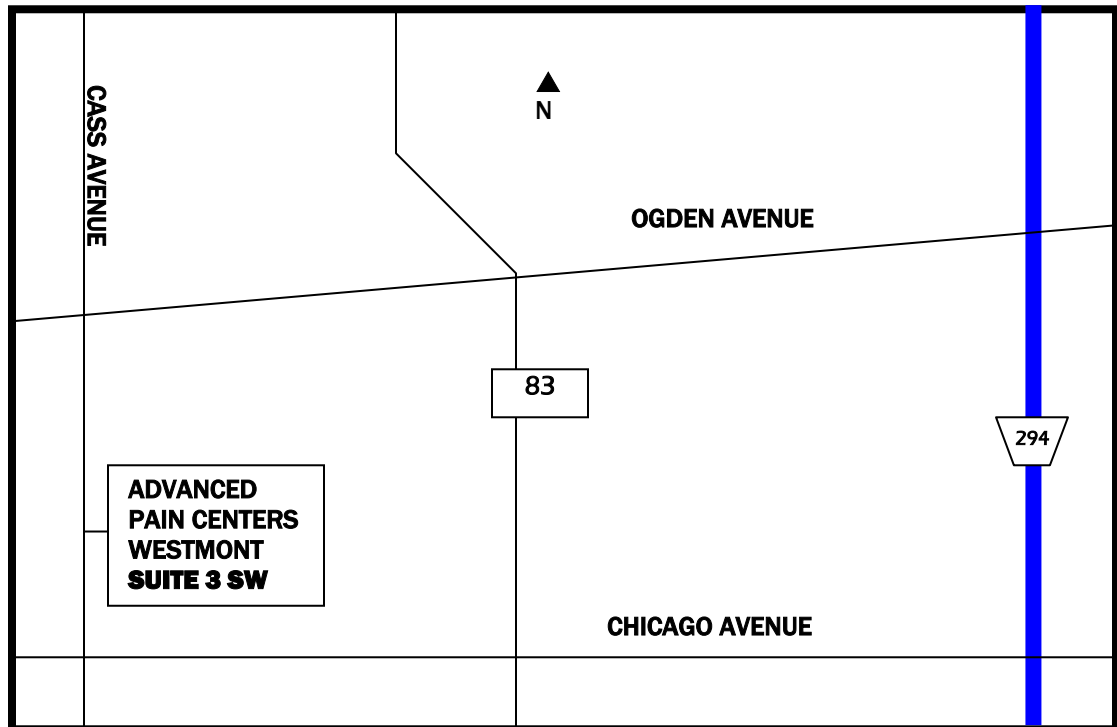 CASS AVENUE
N
OGDEN AVENUE
83
294
ADVANCED
PAIN CENTERS
WESTMONT
SUITE 3 SW
CHICAGO AVENUE